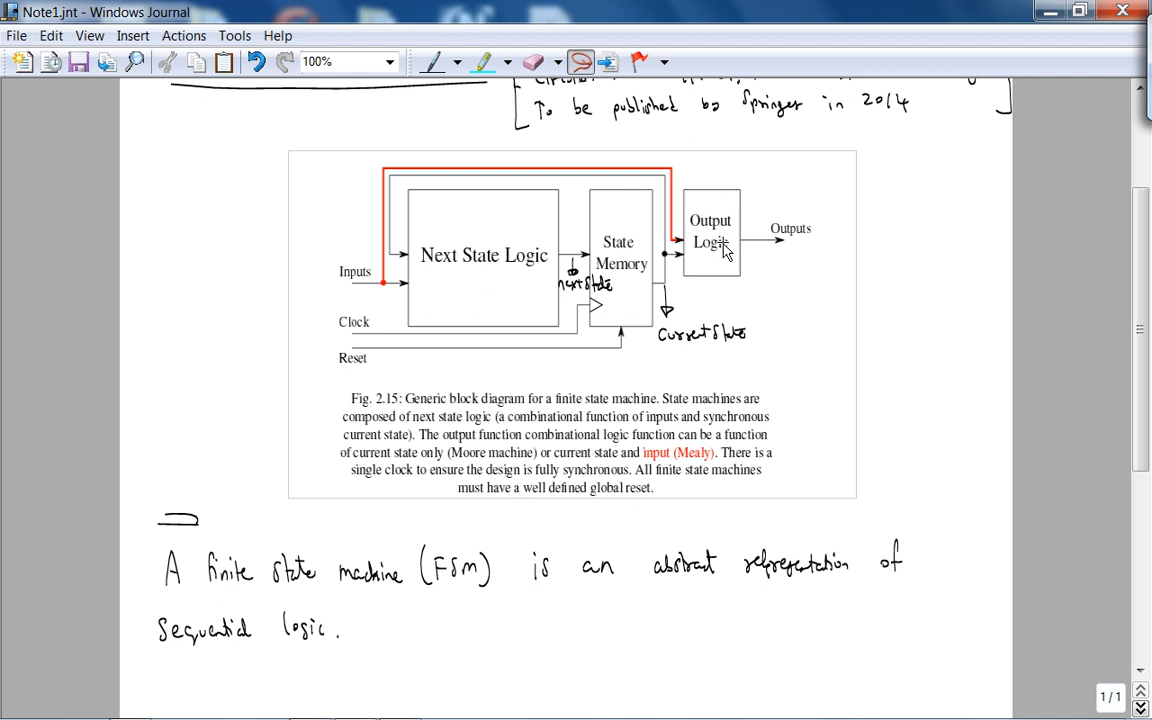 Note1.jnt - Windows Journal
File Edit View Insert Actions Tools Help
100%
To be published by Springer in 2014
Next State Logic
State
Memory
Output
Logic
Outputs
Inputs
next state
Clock
current state
Reset
Fig. 2.15: Generic block diagram for a finite state machine. State machines are
composed of next state logic (a combinational function of inputs and synchronous
current state). The output function combinational logic function can be a function
of current state only (Moore machine) or current state and input (Mealy). There is a
single clock to ensure the design is fully synchronous. All finite state machines
must have a well defined global reset.
A finite state machine (FSM) is an abstract representation of
sequential logic.
1 / 1